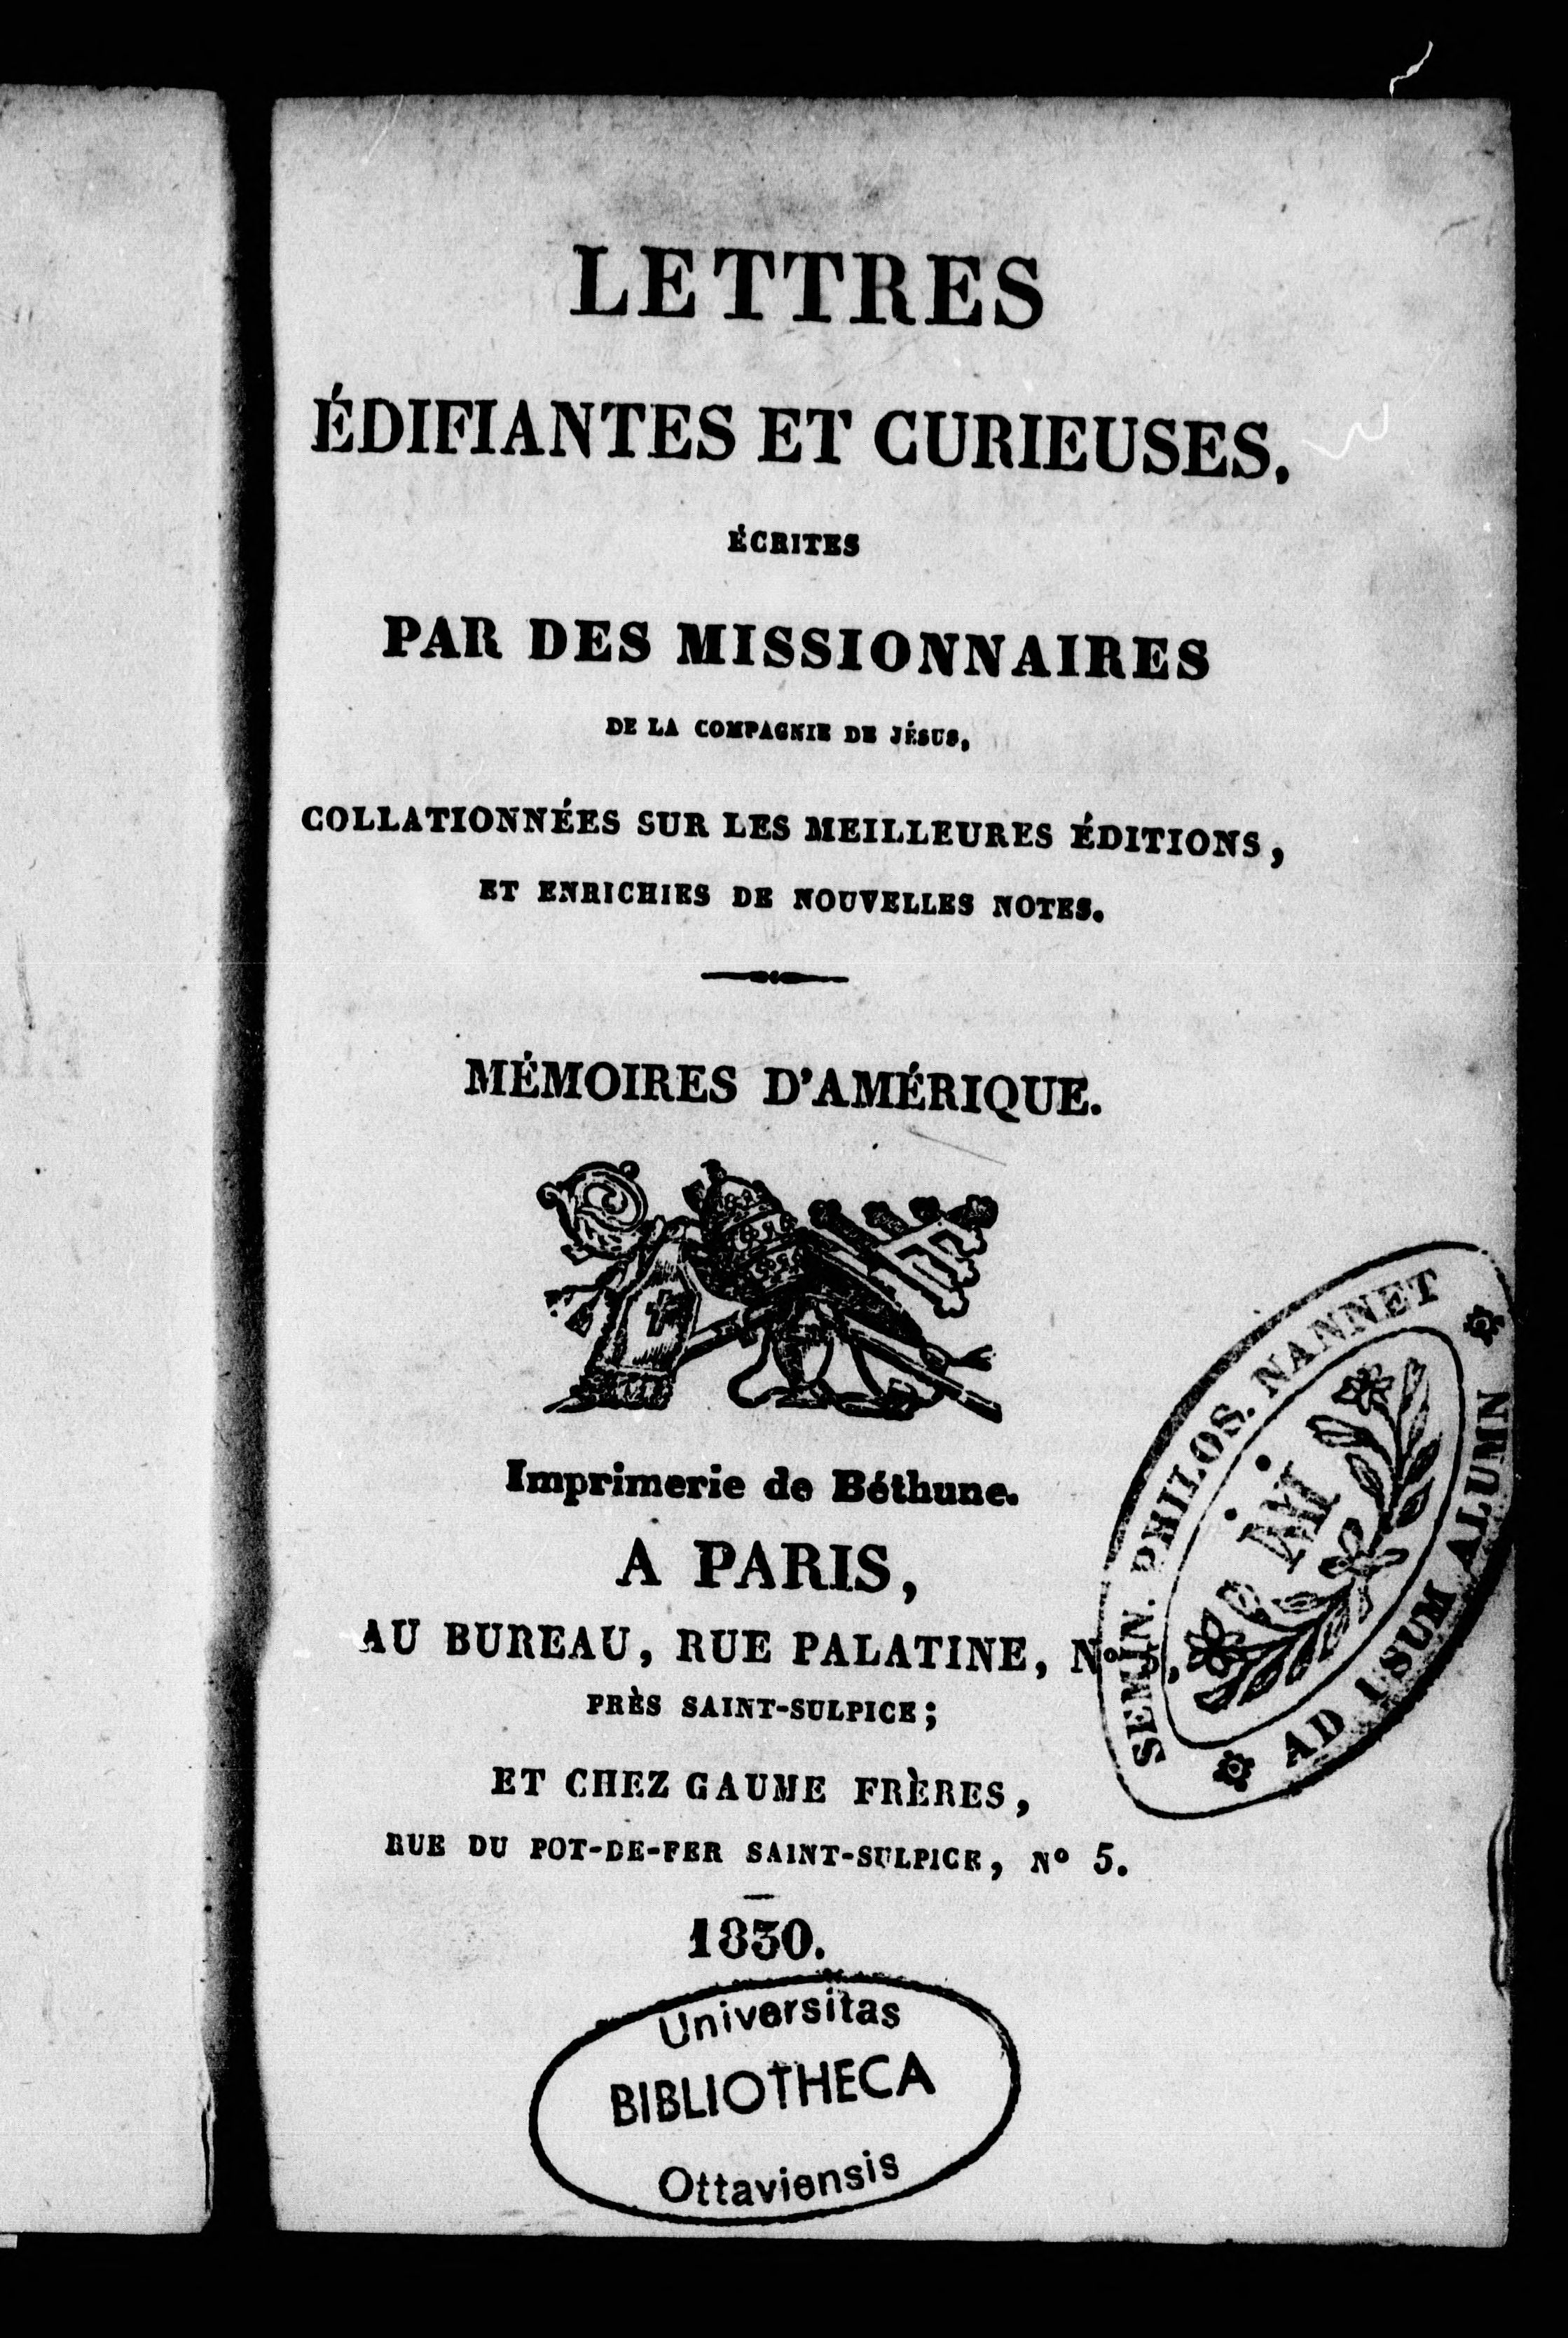 LETTRES
ÉDIFIANTES ET CURIEUSES,
ÉCRITES
PAR DES MISSIONNAIRES
DE LA COMPAGNIE DE JÉSUS,
COLLATIONNÉES SUR LES MEILLEURES ÉDITIONS,
ET ENRICHIES DE NOUVELLES NOTES.
MÉMOIRES D'AMÉRIQUE.
Imprimerie de Béthune.
A PARIS,
AU BUREAU, RUE PALATINE, No
PRÈS SAINT-SULPICE;
ET CHEZ GAUME FRÈRES,
RUE DU POT-DE-FER SAINT-SULPICE, No 5.
1830.
SEMIN. PHILOS. NANNET
AD USUM ALUMN
M
Universitas
BIBLIOTHECA
Ottaviensis